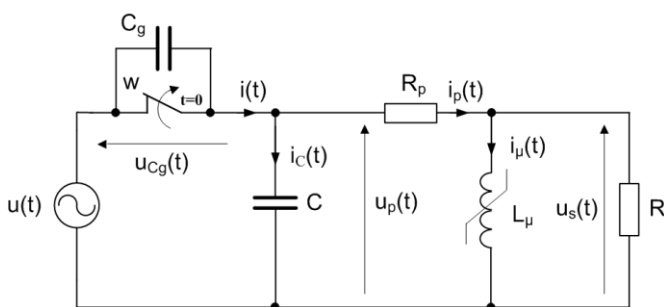 C_g
w
t=0
i(t)
R_p
i_p(t)
u_Cg(t)
i_C(t)
i_μ(t)
u(t)
C
u_p(t)
L_μ
u_s(t)
R